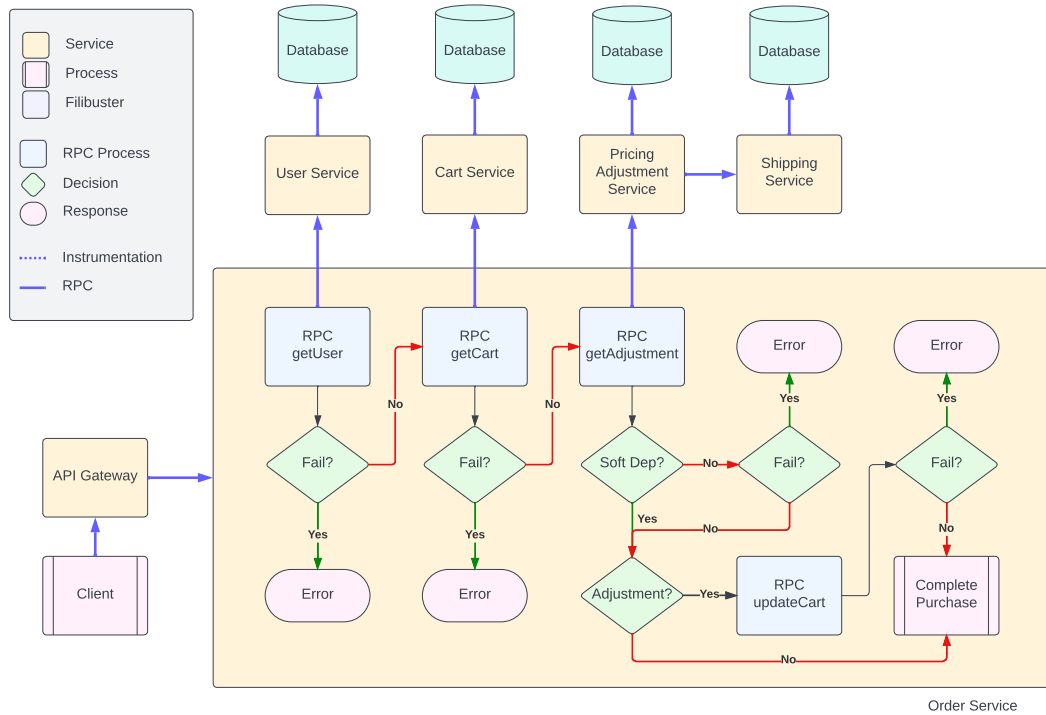 Service
Process
Filibuster
RPC Process
Decision
Response
Instrumentation
RPC
Database
Database
Database
Database
User Service
Cart Service
Pricing
Adjustment
Service
Shipping
Service
RPC
getUser
RPC
getCart
RPC
getAdjustment
Error
Error
No
No
Yes
Yes
API Gateway
Fail?
Fail?
Soft Dep?
No
Fail?
Fail?
Yes
Yes
Yes
No
No
Client
Error
Error
Adjustment?
Yes
RPC
updateCart
Complete
Purchase
No
Order Service